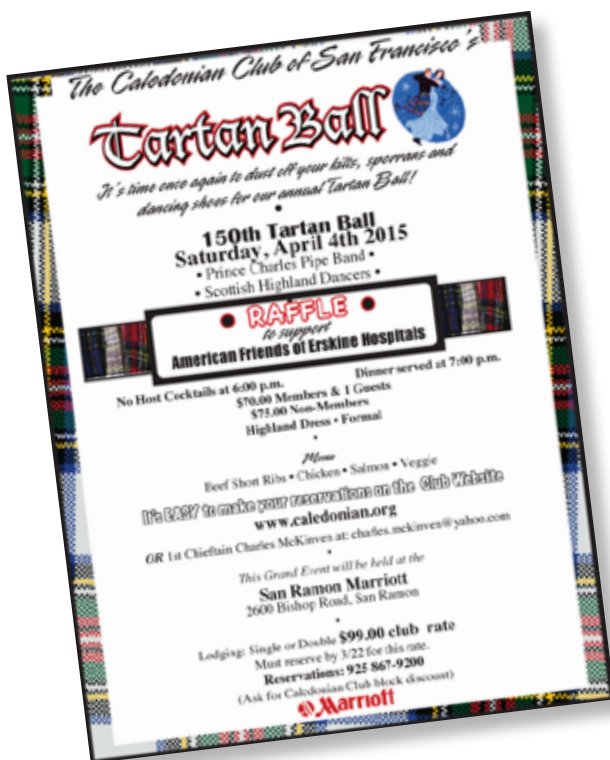 The Caledonian Club of San Francisco's
Tartan Ball
It's time once again to dust off your kilts, sporrans and
dancing shoes for our annual Tartan Ball!
•
150th Tartan Ball
Saturday, April 4th 2015
• Prince Charles Pipe Band •
• Scottish Highland Dancers •
• RAFFLE •
to support
American Friends of Erskine Hospitals
No Host Cocktails at 6:00 p.m. Dinner served at 7:00 p.m.
$70.00 Members & 1 Guests
$75.00 Non-Members
Highland Dress • Formal
•
Menu
Beef Short Ribs • Chicken • Salmon • Veggie
It's EASY to make your reservations on the Club Website
www.caledonian.org
OR 1st Chieftain Charles McKinves at: charles.mckinves@yahoo.com
•
This Grand Event will be held at the
San Ramon Marriott
2600 Bishop Road, San Ramon
•
Lodging: Single or Double $99.00 club rate
Must reserve by 3/22 for this rate.
Reservations: 925 867-9200
(Ask for Caledonian Club block discount)
Marriott